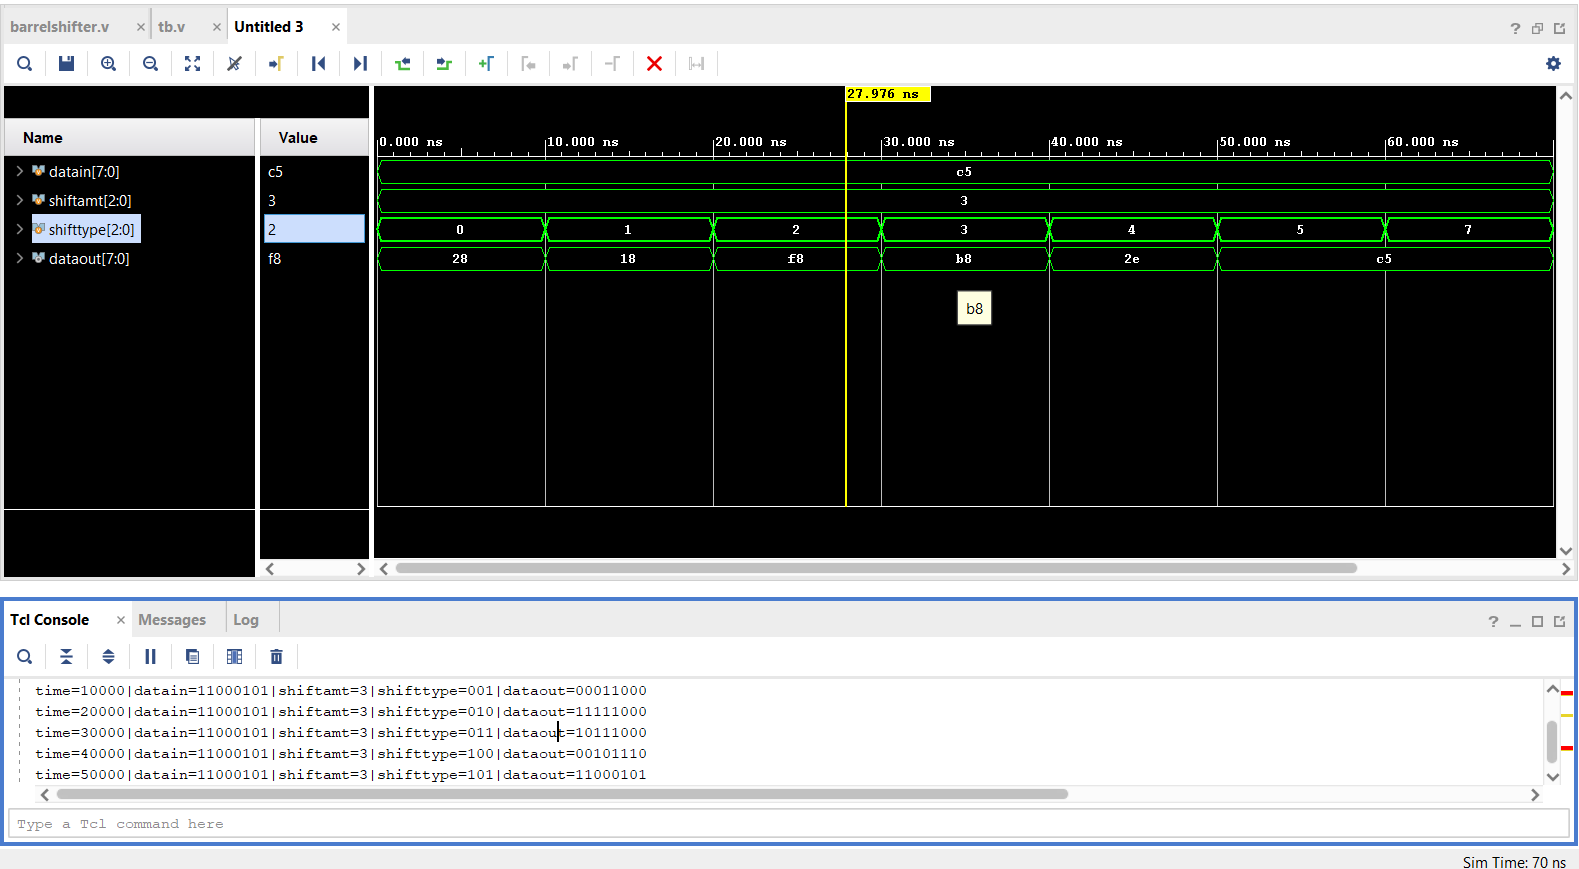 barrelshifter.v × tb.v × Untitled 3 × ?
27.976 ns
Name Value
0.000 ns 10.000 ns 20.000 ns 30.000 ns 40.000 ns 50.000 ns 60.000 ns
datain[7:0] c5 c5
shiftamt[2:0] 3 3
shifttype[2:0] 2 0 1 2 3 4 5 7
dataout[7:0] f8 28 18 f8 b8 2e c5
b8
Tcl Console × Messages Log ?
time=10000|datain=11000101|shiftamt=3|shifttype=001|dataout=00011000
time=20000|datain=11000101|shiftamt=3|shifttype=010|dataout=11111000
time=30000|datain=11000101|shiftamt=3|shifttype=011|dataout=10111000
time=40000|datain=11000101|shiftamt=3|shifttype=100|dataout=00101110
time=50000|datain=11000101|shiftamt=3|shifttype=101|dataout=11000101
Type a Tcl command here
Sim Time: 70 ns